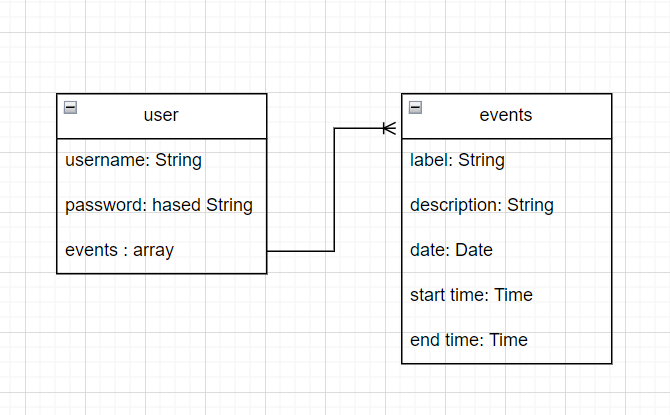 user
username: String
password: hased String
events : array
events
label: String
description: String
date: Date
start time: Time
end time: Time